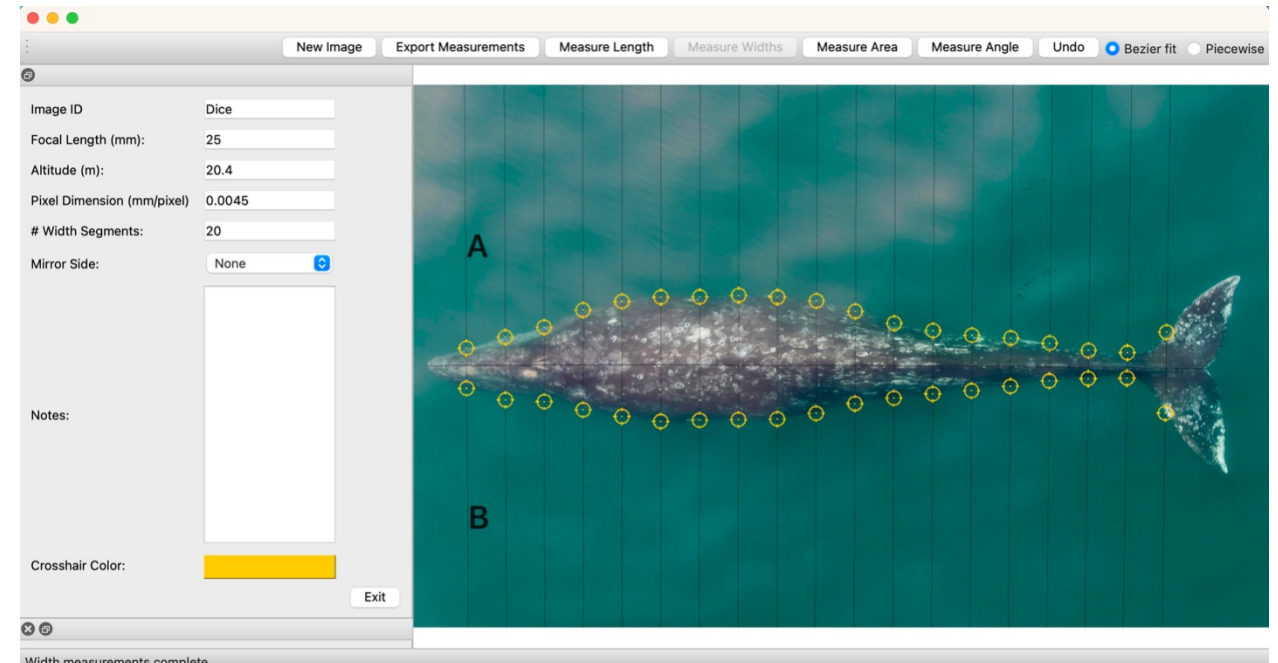 New Image Export Measurements Measure Length Measure Widths Measure Area Measure Angle Undo Bezier fit Piecewise
Image ID Dice
Focal Length (mm): 25
Altitude (m): 20.4
Pixel Dimension (mm/pixel) 0.0045
# Width Segments: 20
Mirror Side: None
Notes:
Crosshair Color:
Exit
A
B
Width measurements complete